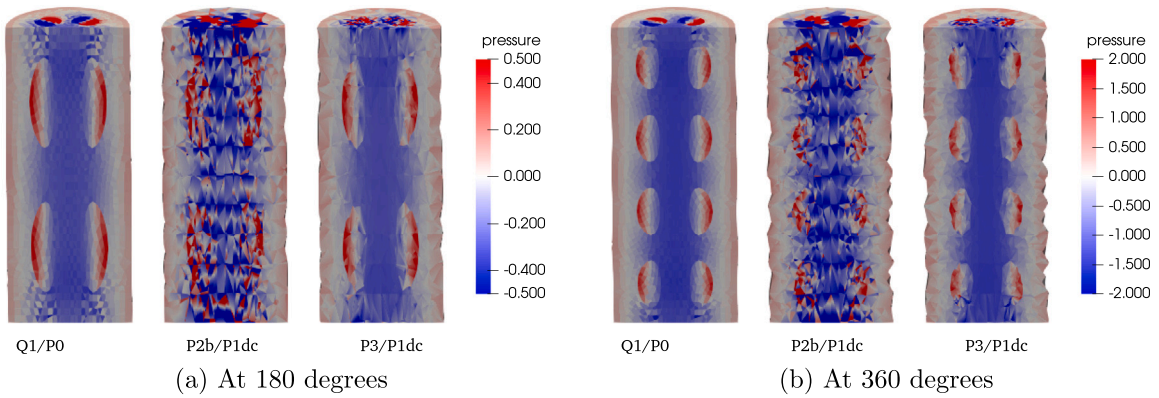 pressure
0.500
0.200
0.000
-0.200
-0.400
-0.500
Q1/P0
P2b/P1dc
P3/P1dc
(a) At 180 degrees
pressure
2.000
1.500
1.000
0.500
0.000
-0.500
-1.000
-1.500
-2.000
Q1/P0
P2b/P1dc
P3/P1dc
(b) At 360 degrees